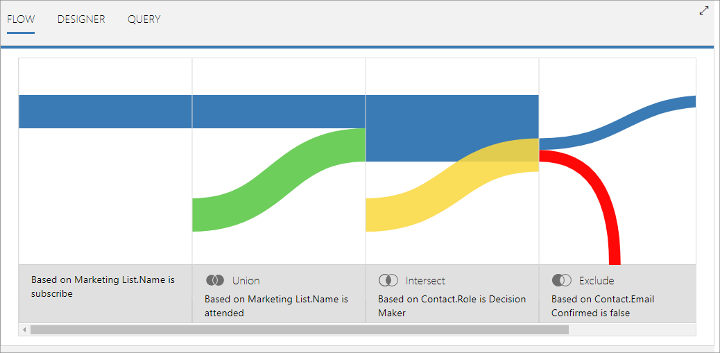 FLOW DESIGNER QUERY
Based on Marketing List.Name is
subscribe
Union
Based on Marketing List.Name is
attended
Intersect
Based on Contact.Role is Decision
Maker
Exclude
Based on Contact.Email
Confirmed is false